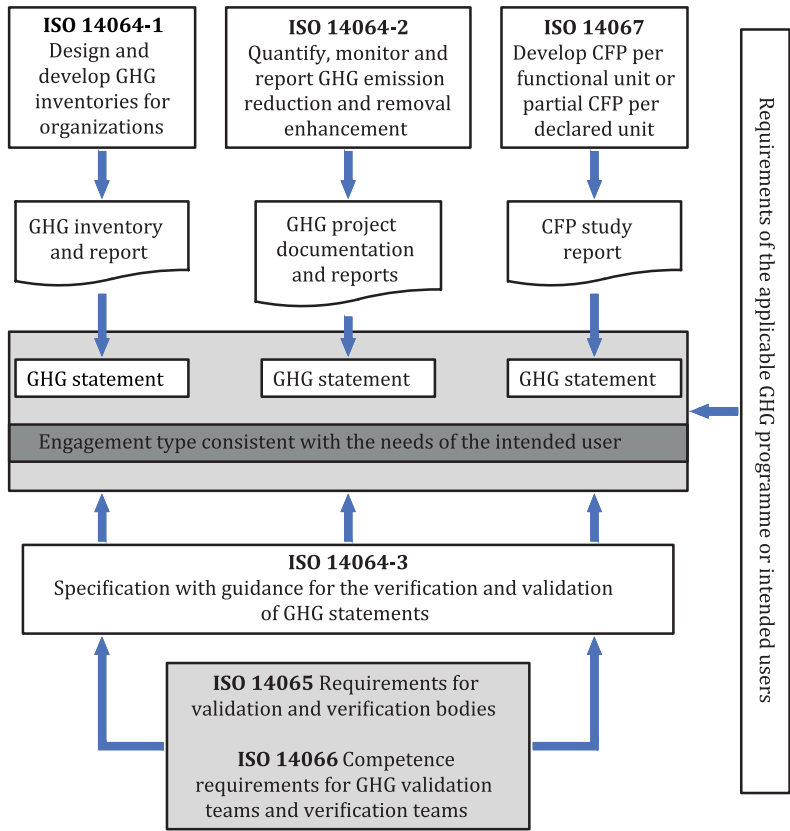 ISO 14064-1
Design and
develop GHG
inventories for
organizations
ISO 14064-2
Quantify, monitor and
report GHG emission
reduction and removal
enhancement
ISO 14067
Develop CFP per
functional unit or
partial CFP per
declared unit
GHG inventory
and report
GHG project
documentation
and reports
CFP study
report
GHG statement
GHG statement
GHG statement
Engagement type consistent with the needs of the intended user
ISO 14064-3
Specification with guidance for the verification and validation
of GHG statements
ISO 14065 Requirements for
validation and verification bodies
ISO 14066 Competence
requirements for GHG validation
teams and verification teams
Requirements of the applicable GHG programme or intended users